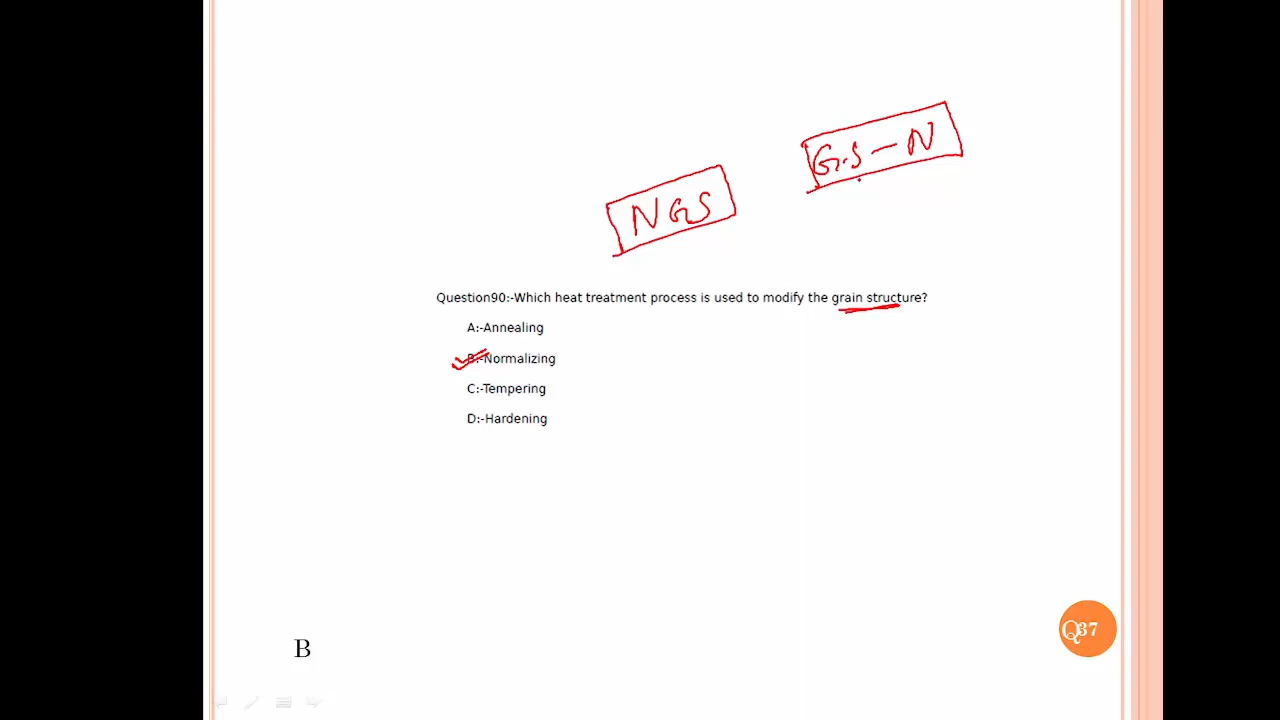 G.S - N
NGS
Question90:-Which heat treatment process is used to modify the grain structure?
A:-Annealing
B:-Normalizing
C:-Tempering
D:-Hardening
Q37
B